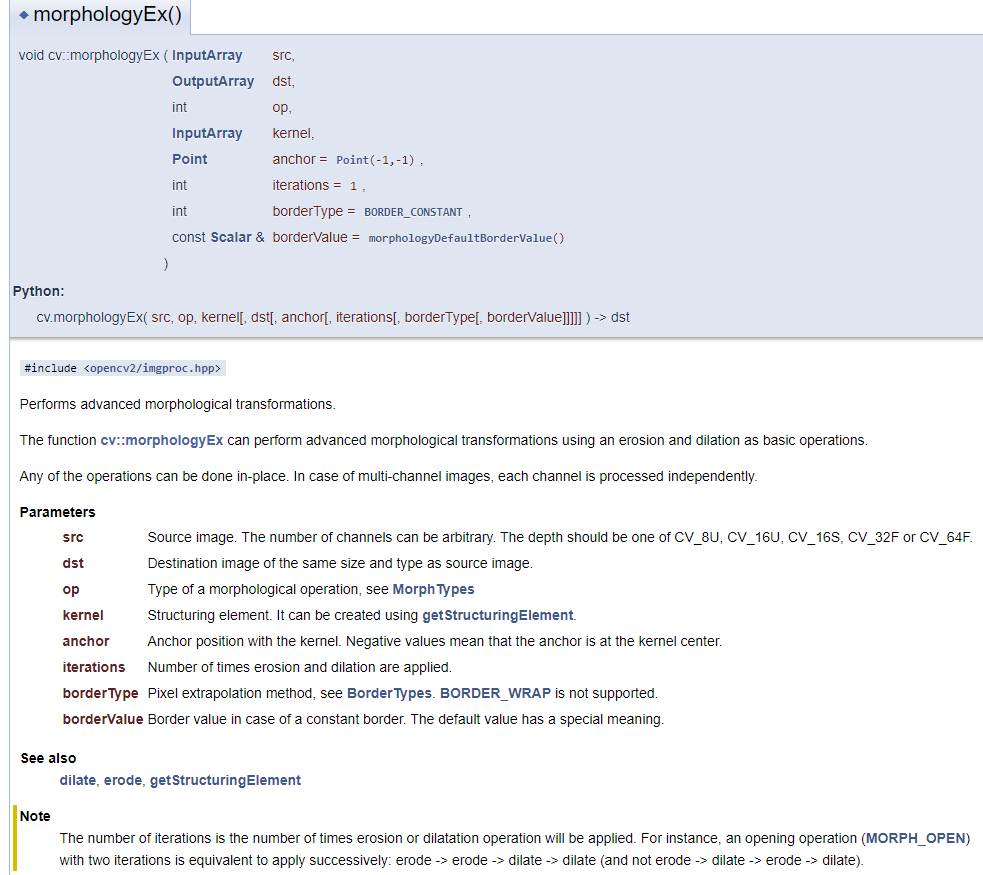 ◆ morphologyEx()
void cv::morphologyEx ( InputArray src,
OutputArray dst,
int op,
InputArray kernel,
Point anchor = Point(-1,-1) ,
int iterations = 1 ,
int borderType = BORDER_CONSTANT ,
const Scalar & borderValue = morphologyDefaultBorderValue()
)
Python:
cv.morphologyEx( src, op, kernel[, dst[, anchor[, iterations[, borderType[, borderValue]]]]] ) -> dst
#include <opencv2/imgproc.hpp>
Performs advanced morphological transformations.
The function cv::morphologyEx can perform advanced morphological transformations using an erosion and dilation as basic operations.
Any of the operations can be done in-place. In case of multi-channel images, each channel is processed independently.
Parameters
src Source image. The number of channels can be arbitrary. The depth should be one of CV_8U, CV_16U, CV_16S, CV_32F or CV_64F.
dst Destination image of the same size and type as source image.
op Type of a morphological operation, see MorphTypes
kernel Structuring element. It can be created using getStructuringElement.
anchor Anchor position with the kernel. Negative values mean that the anchor is at the kernel center.
iterations Number of times erosion and dilation are applied.
borderType Pixel extrapolation method, see BorderTypes. BORDER_WRAP is not supported.
borderValue Border value in case of a constant border. The default value has a special meaning.
See also
dilate, erode, getStructuringElement
Note
The number of iterations is the number of times erosion or dilatation operation will be applied. For instance, an opening operation (MORPH_OPEN)
with two iterations is equivalent to apply successively: erode -> erode -> dilate -> dilate (and not erode -> dilate -> erode -> dilate).